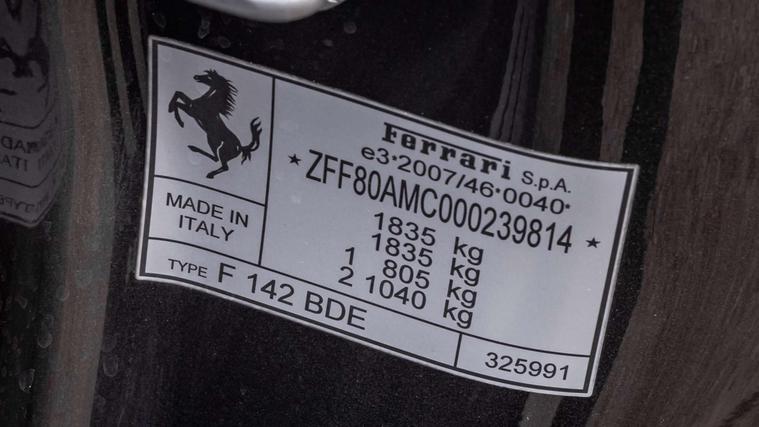 Ferrari S.p.A.
e3*2007/46*0040*
* ZFF80AMC000239814 *
1835 kg
1835 kg
1 805 kg
2 1040 kg
MADE IN
ITALY
TYPE F 142 BDE
325991